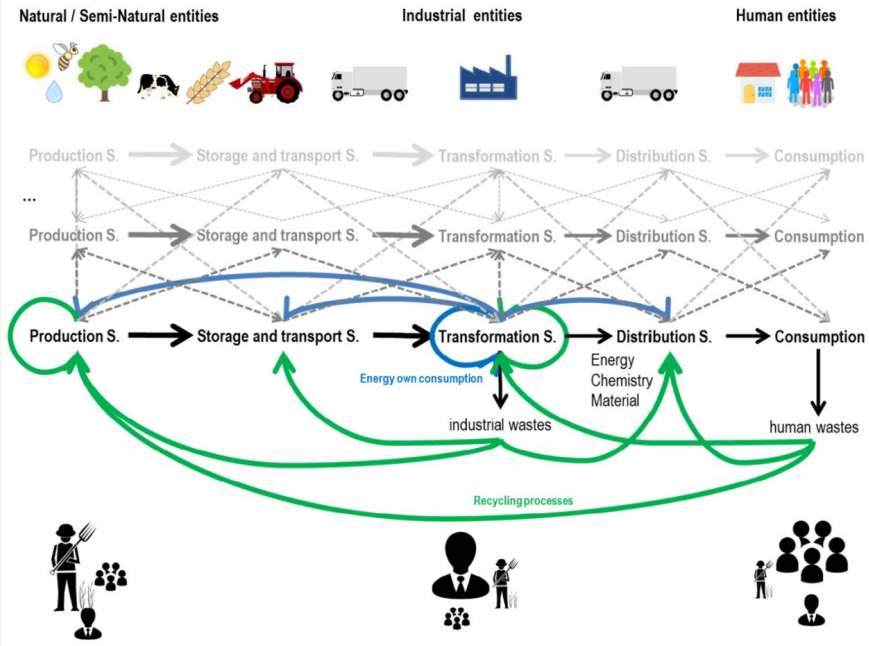 Natural / Semi-Natural entities Industrial entities Human entities
Production S. Storage and transport S. Transformation S. Distribution S. Consumption
...
Production S. Storage and transport S. Transformation S. Distribution S. Consumption
Production S. Storage and transport S. Transformation S. Distribution S. Consumption
Energy
Energy own consumption Chemistry
Material
industrial wastes human wastes
Recycling processes